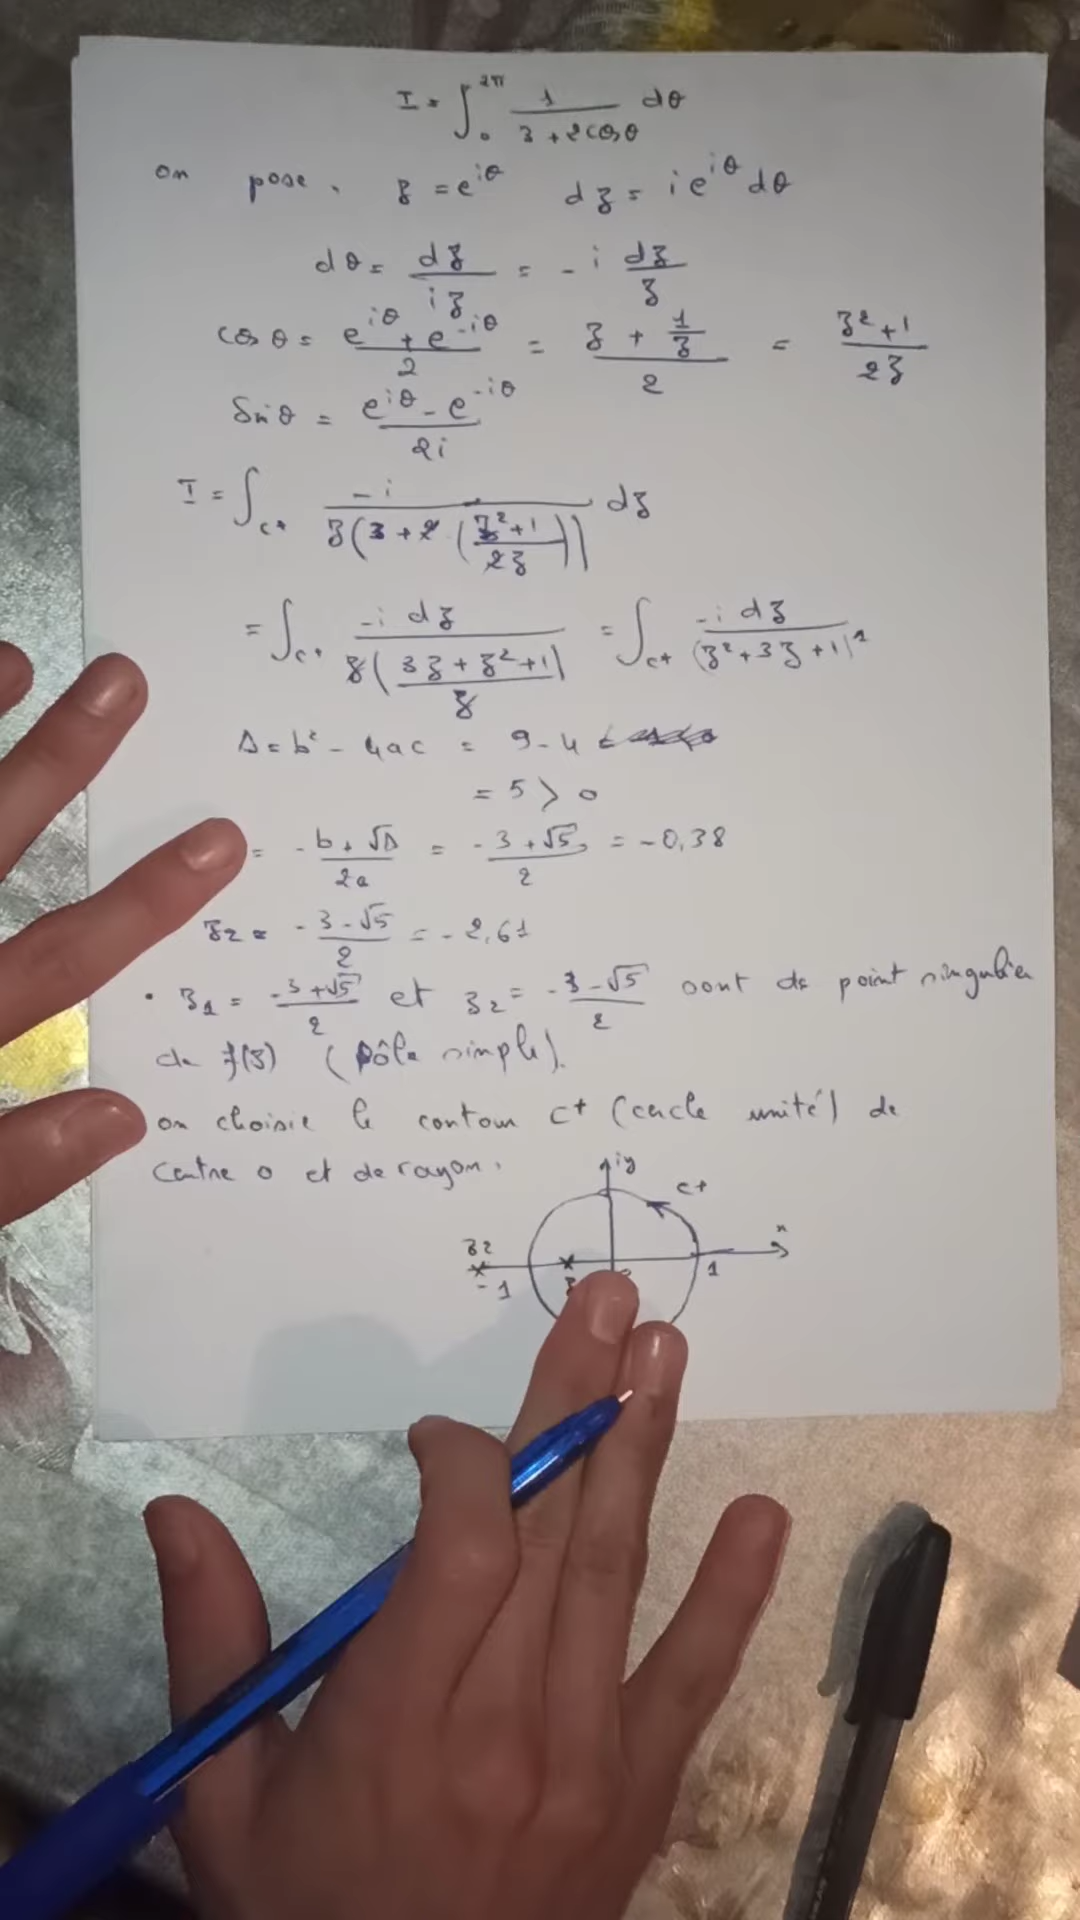 I = ∫₀^2π 1/(3 + 2cosθ) dθ
on pose. z = e^iθ dz = i e^iθ dθ
dθ = dz/(iz) = -i dz/z
cos θ = (e^iθ + e^-iθ)/2 = (z + 1/z)/2 = (z² + 1)/(2z)
Sin θ = (e^iθ - e^-iθ)/(2i)
I = ∫c+ -i/(z(3 + 2·((z² + 1)/(2z)))) dz
= ∫c+ -i dz/(z((3z + z² + 1)/z)) = ∫c+ -i dz/(z² + 3z + 1)¹
Δ = b² - 4ac = 9 - 4
= 5 > 0
= (-b + √Δ)/(2a) = (-3 + √5)/2 = -0,38
z2 = (-3 - √5)/2 = -2,61
• z1 = (-3 + √5)/2 et z2 = (-3 - √5)/2 sont de point singulier
de f(z) (pôle simple).
on choisie le contour c+ (cercle unité) de
Centre o et de rayon.
iy
c+
z2 x
-1 1